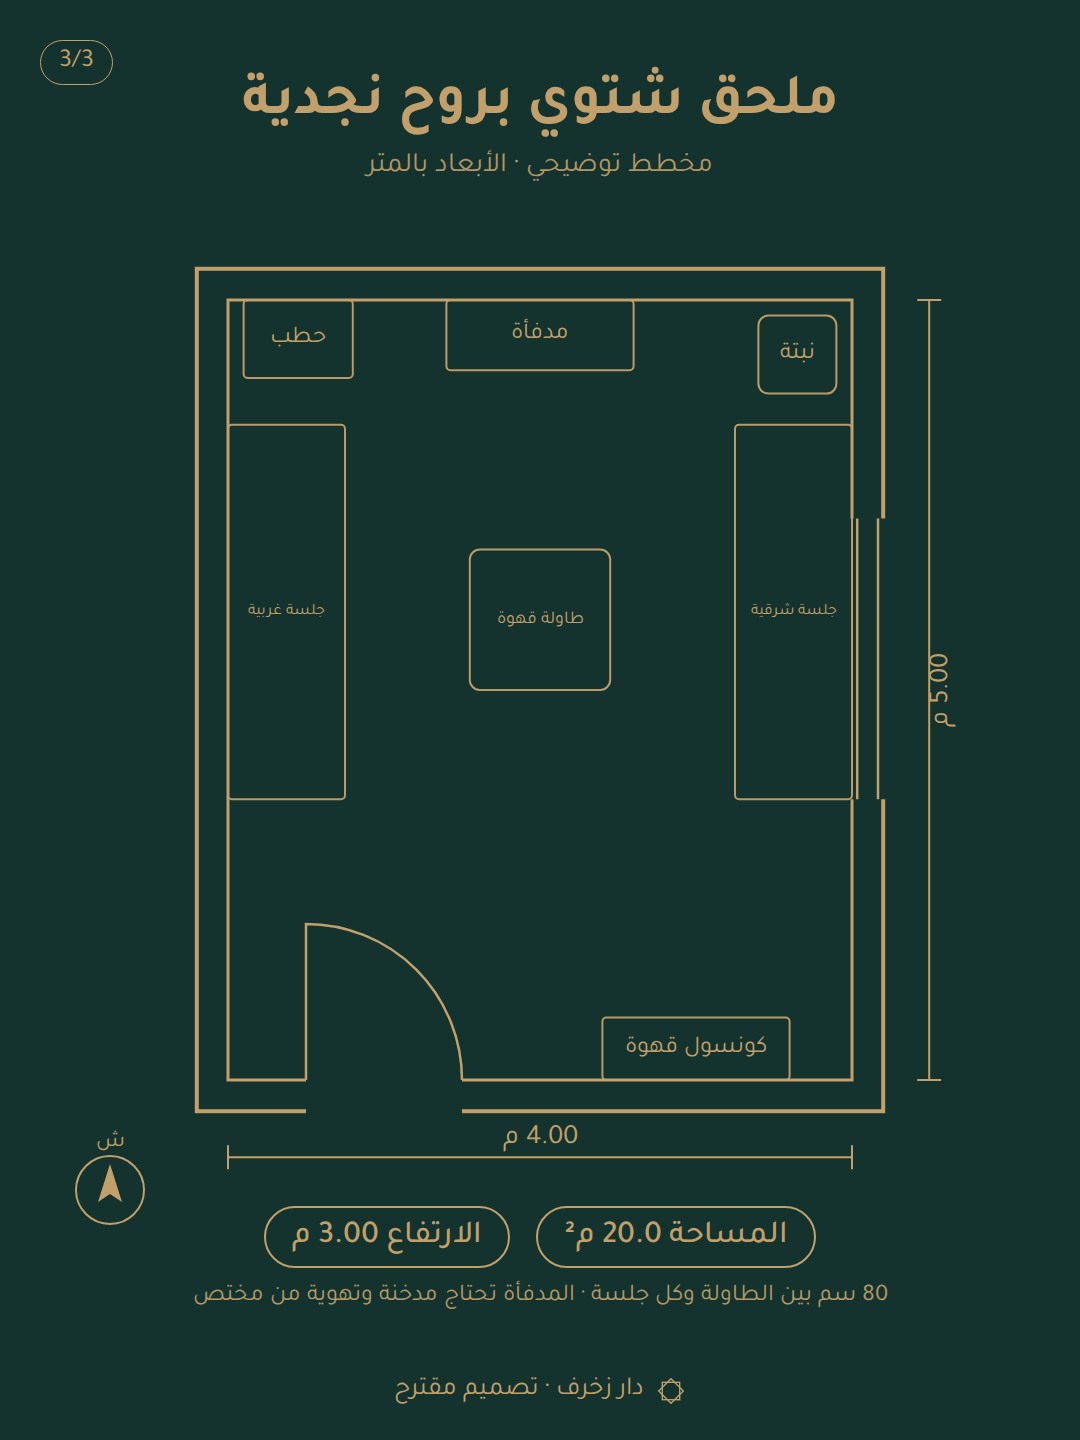 3/3
ملحق شتوي بروح نجدية
مخطط توضيحي · الأبعاد بالمتر
نبتة
مدفأة
حطب
جلسة شرقية
طاولة قهوة
جلسة غربية
5.00 م
كونسول قهوة
4.00 م
ش
المساحة 20.0 م²
الارتفاع 3.00 م
80 سم بين الطاولة وكل جلسة · المدفأة تحتاج مدخنة وتهوية من مختص
دار زخرف · تصميم مقترح